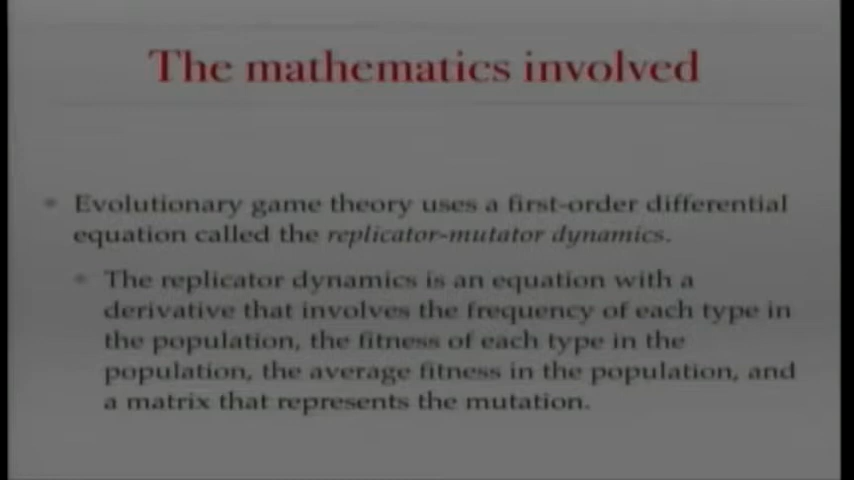 The mathematics involved
Evolutionary game theory uses a first-order differential
equation called the replicator-mutator dynamics.
The replicator dynamics is an equation with a
derivative that involves the frequency of each type in
the population, the fitness of each type in the
population, the average fitness in the population, and
a matrix that represents the mutation.